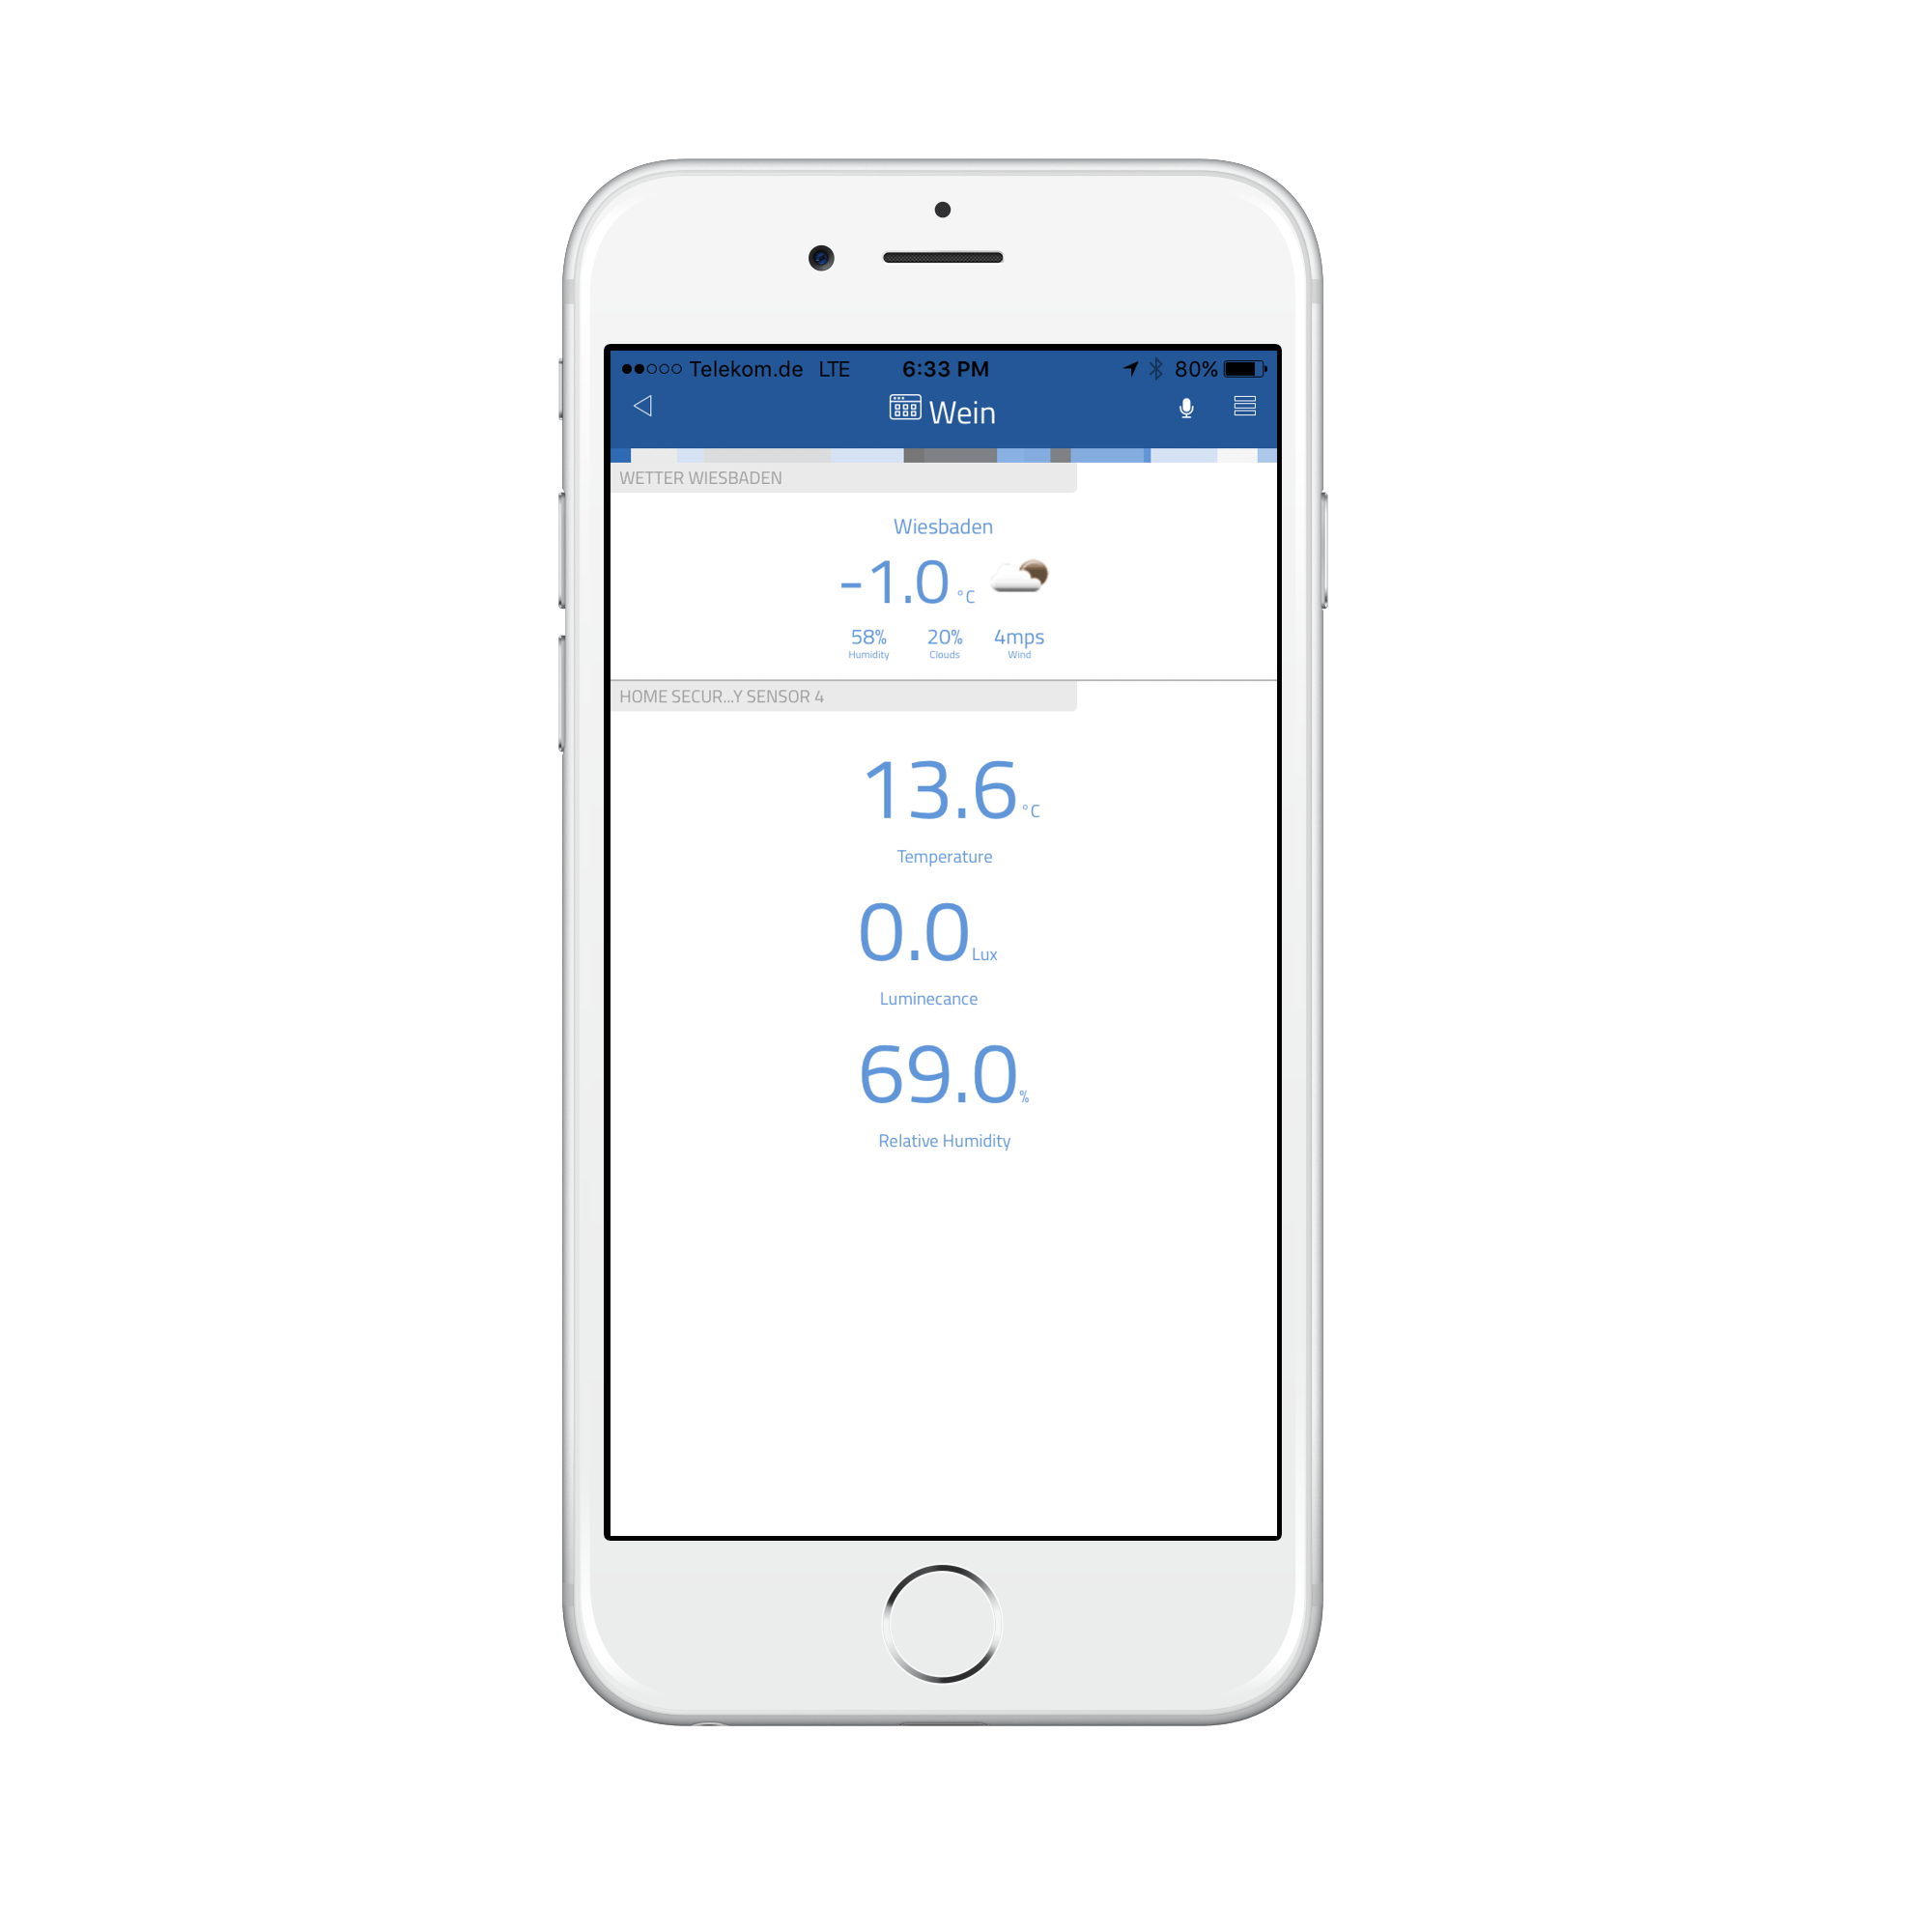 Telekom.de LTE 6:33 PM 80%
Wein
WETTER WIESBADEN
Wiesbaden
-1.0 °C
58% 20% 4mps
Humidity Clouds Wind
HOME SECUR...Y SENSOR 4
13.6 °C
Temperature
0.0 Lux
Luminecance
69.0 %
Relative Humidity